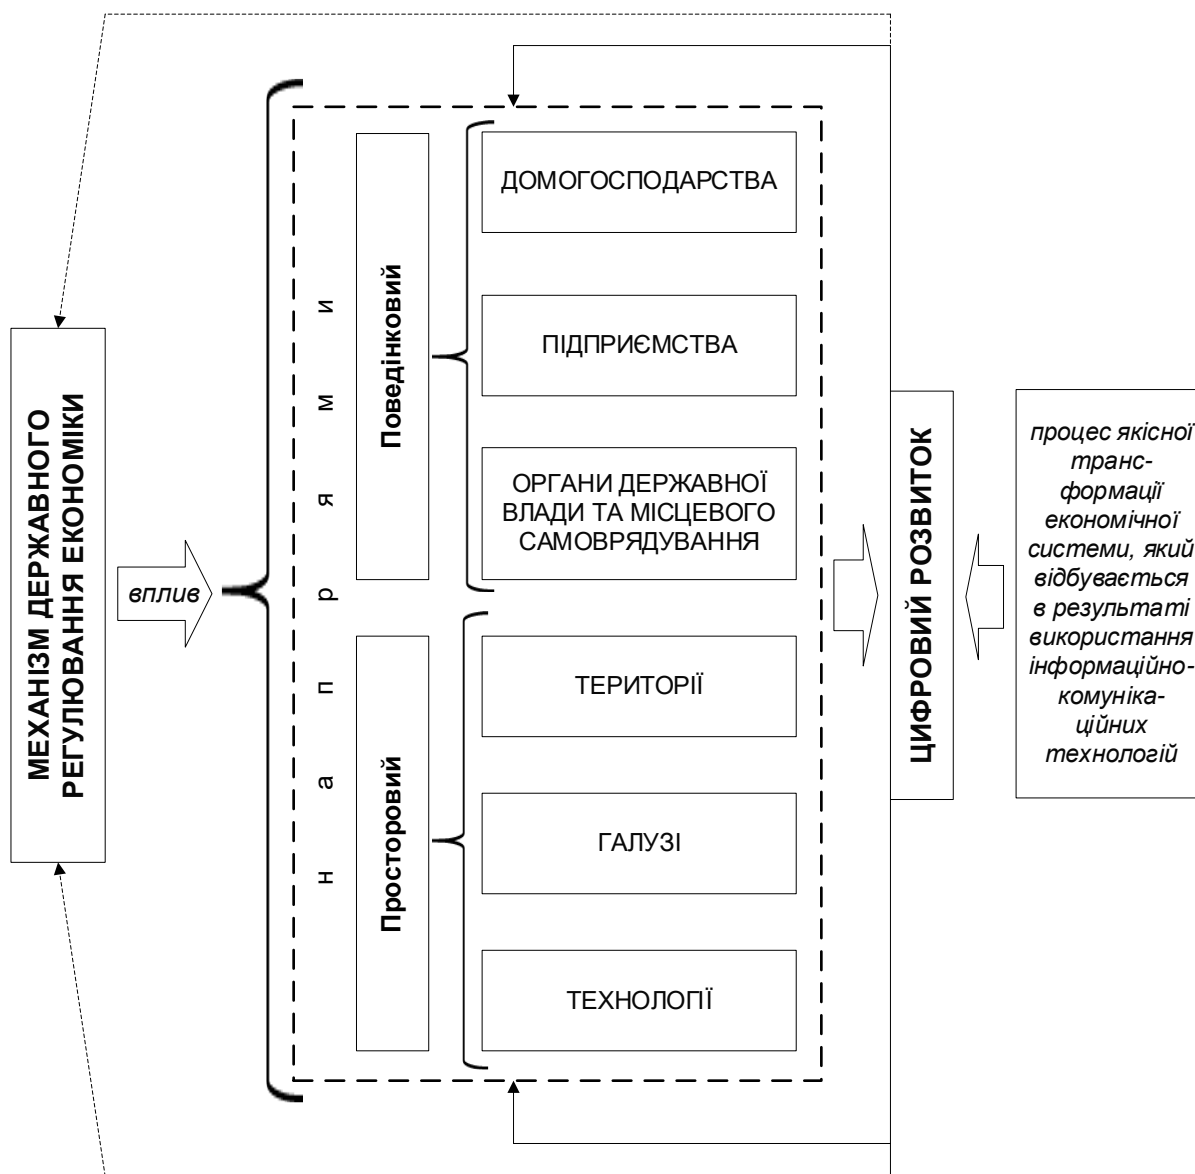 МЕХАНІЗМ ДЕРЖАВНОГО
РЕГУЛЮВАННЯ ЕКОНОМІКИ
вплив
напрями
Поведінковий
ДОМОГОСПОДАРСТВА
ПІДПРИЄМСТВА
ОРГАНИ ДЕРЖАВНОЇ
ВЛАДИ ТА МІСЦЕВОГО
САМОВРЯДУВАННЯ
Просторовий
ТЕРИТОРІЇ
ГАЛУЗІ
ТЕХНОЛОГІЇ
ЦИФРОВИЙ РОЗВИТОК
процес якісної
транс-
формації
економічної
системи, який
відбувається
в результаті
використання
інформаційно-
комуніка-
ційних
технологій